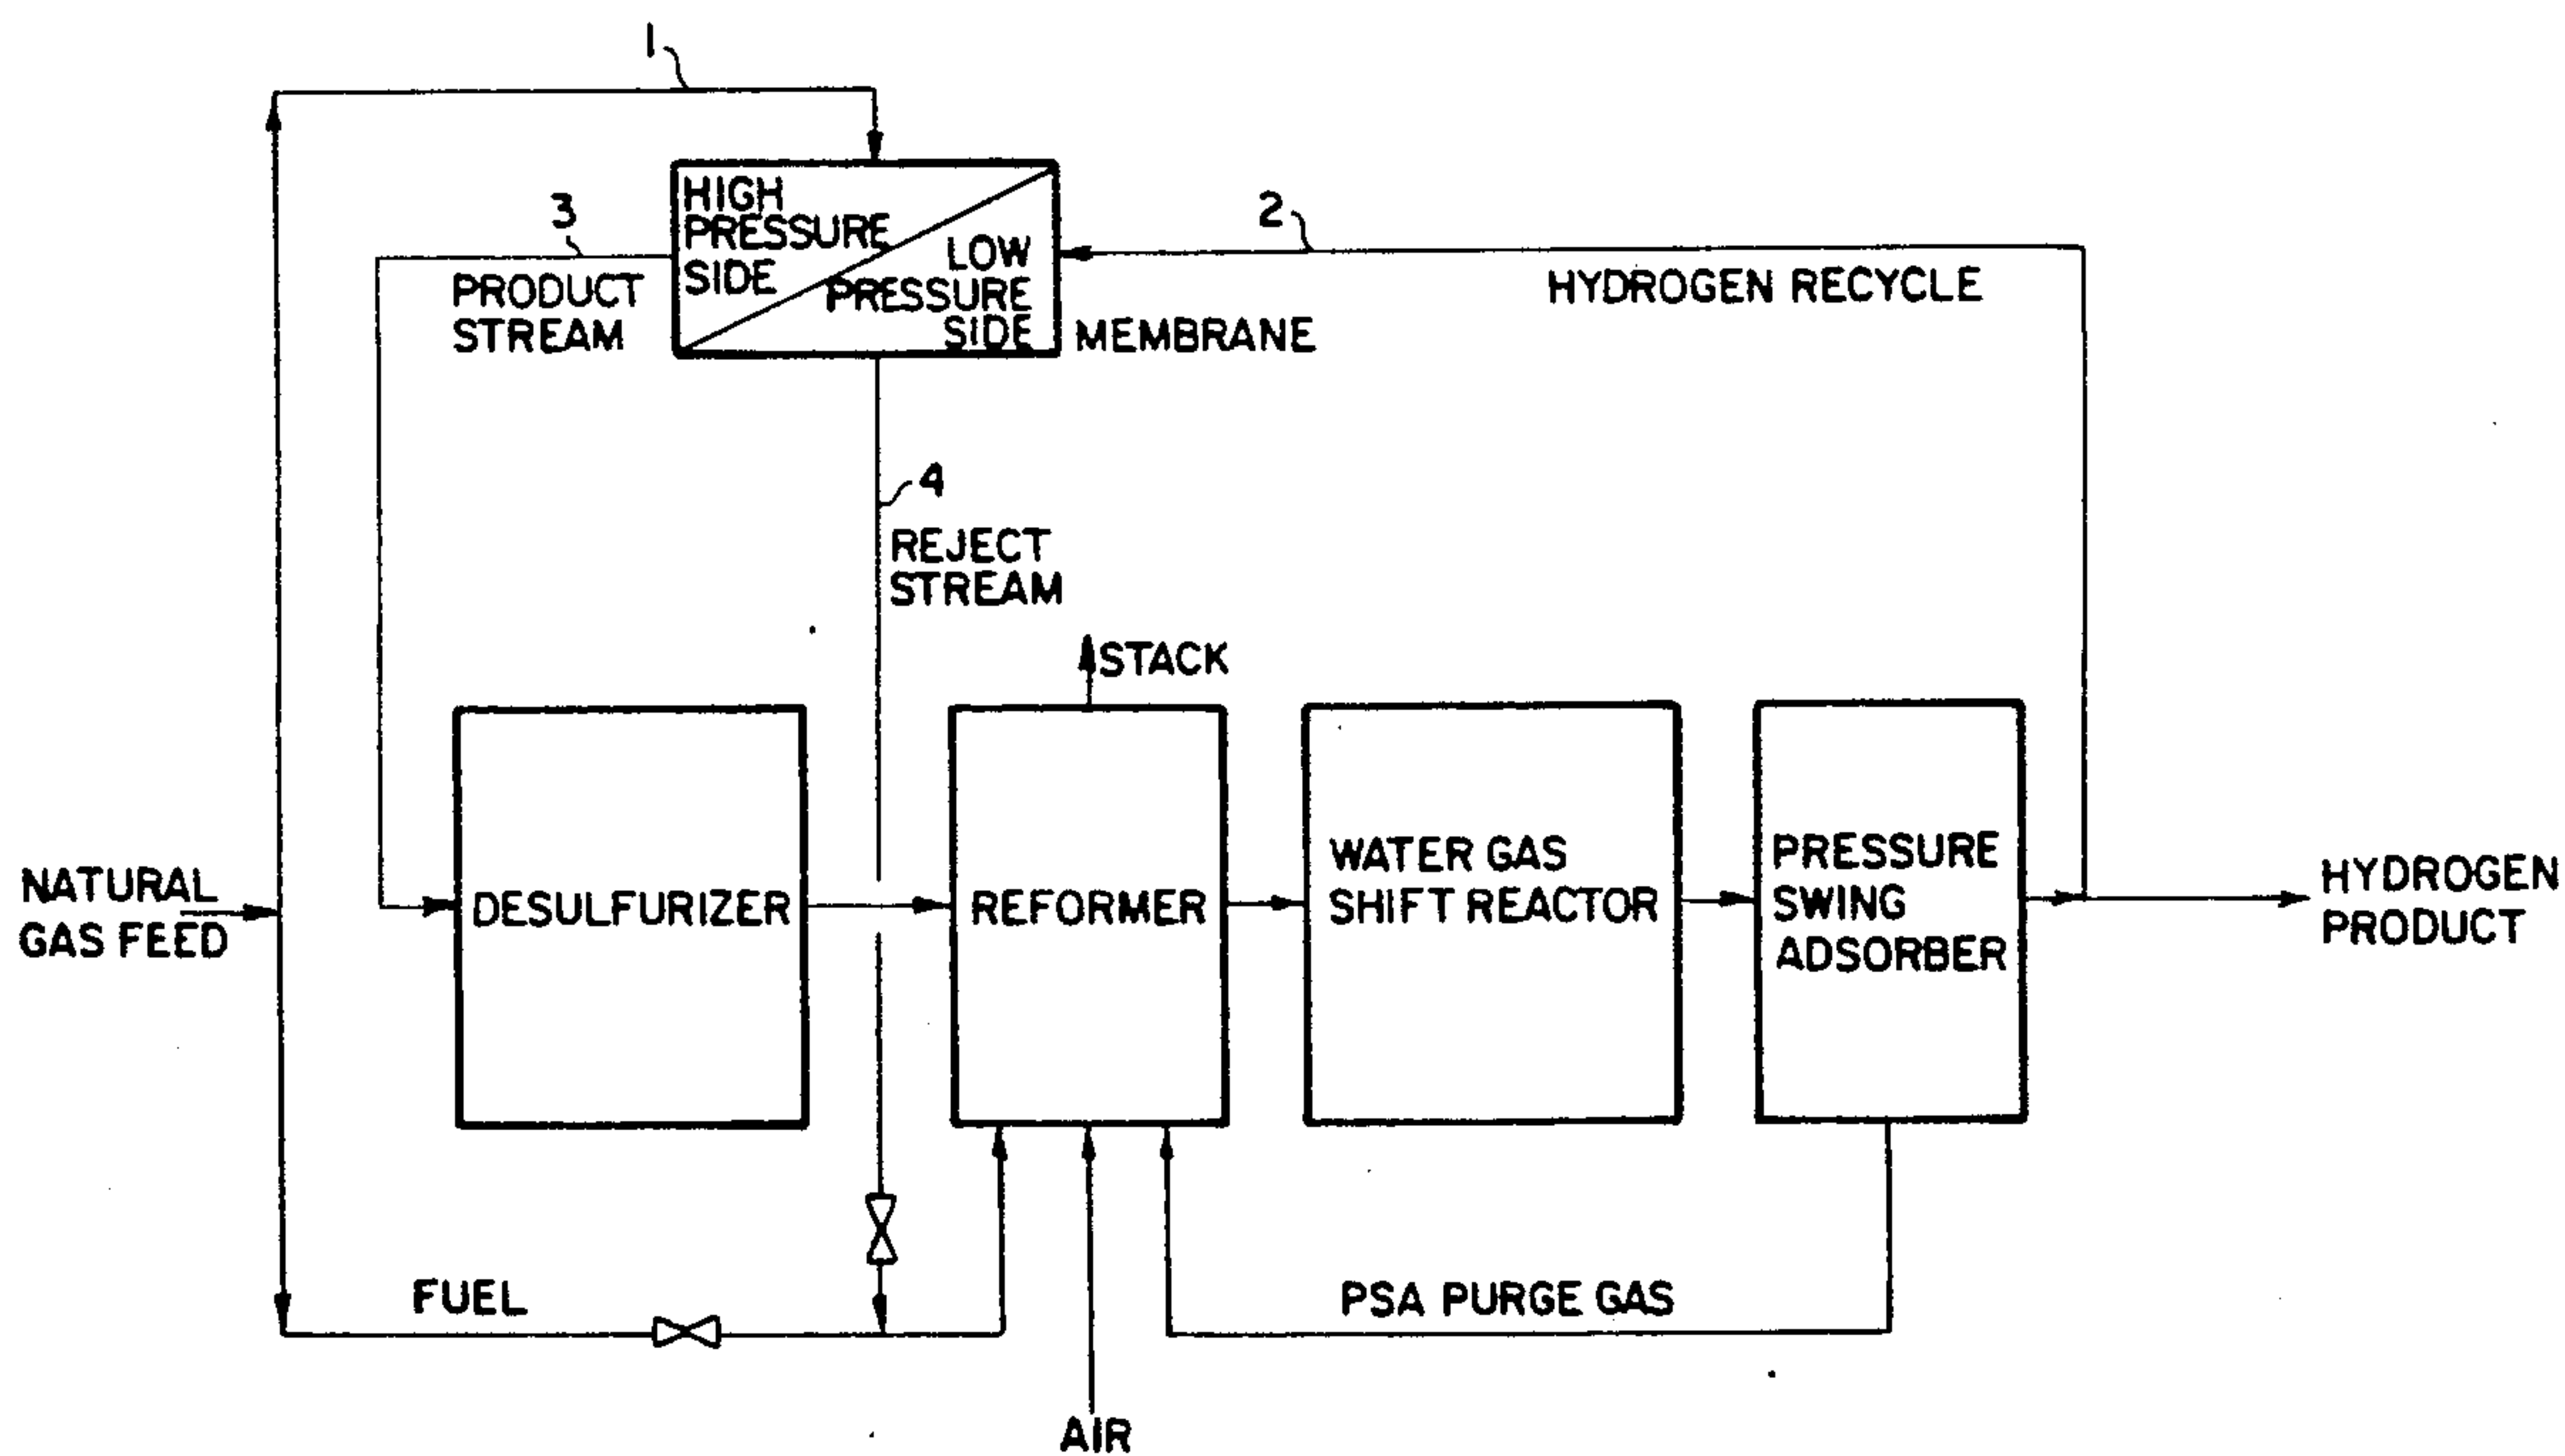 1
HIGH
PRESSURE
SIDE
LOW
PRESSURE
SIDE
MEMBRANE
2
HYDROGEN RECYCLE
3
PRODUCT
STREAM
4
REJECT
STREAM
STACK
NATURAL
GAS FEED
DESULFURIZER
REFORMER
WATER GAS
SHIFT REACTOR
PRESSURE
SWING
ADSORBER
HYDROGEN
PRODUCT
FUEL
PSA PURGE GAS
AIR